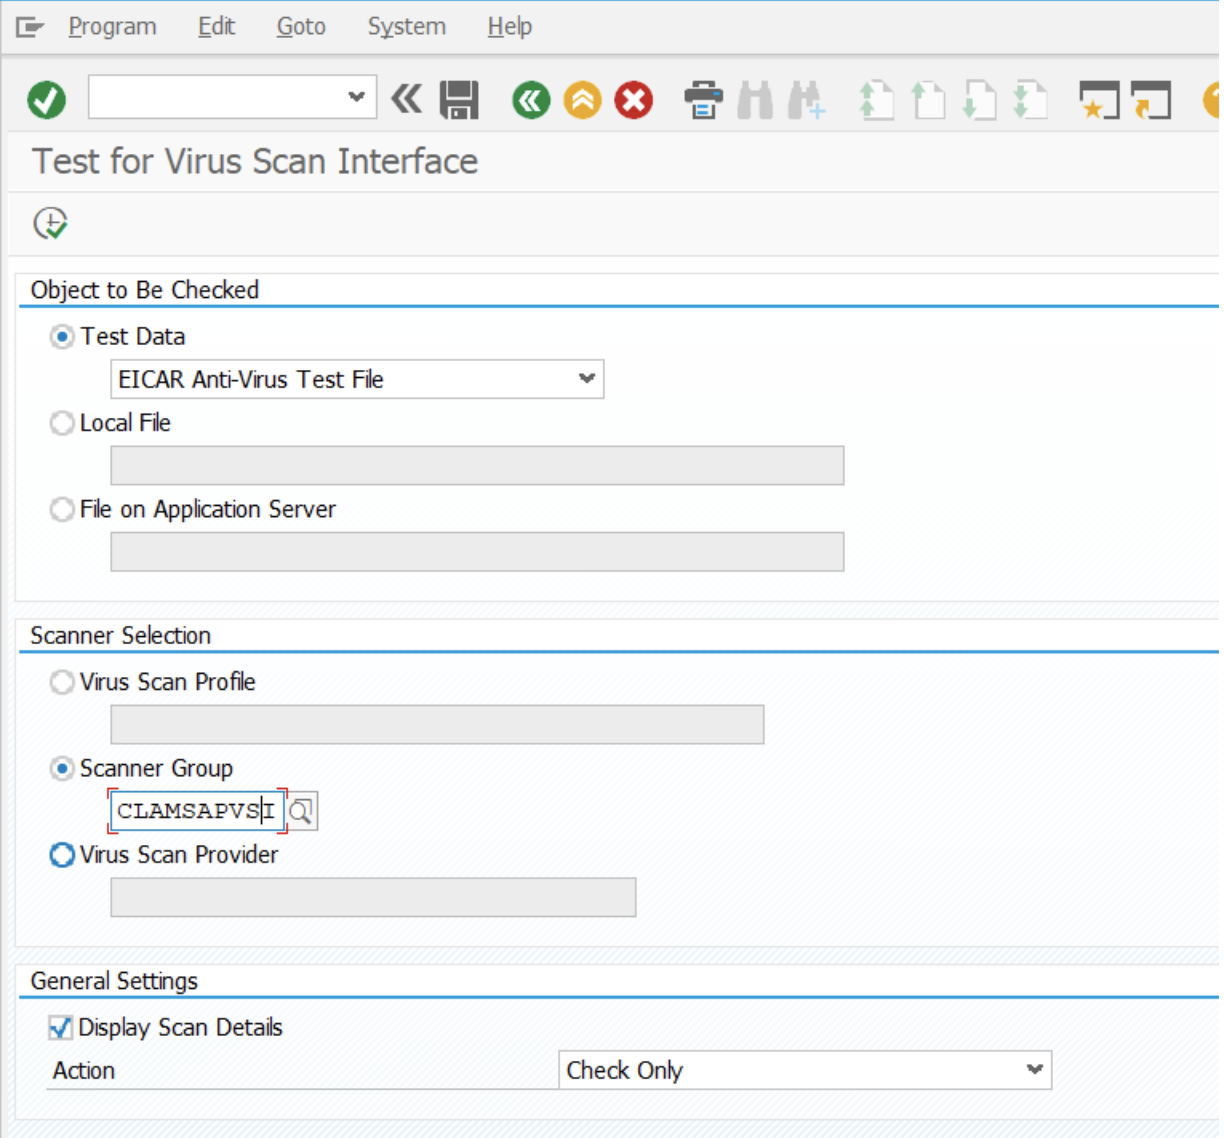 Program Edit Goto System Help
Test for Virus Scan Interface
Object to Be Checked
Test Data
EICAR Anti-Virus Test File
Local File
File on Application Server
Scanner Selection
Virus Scan Profile
Scanner Group
CLAMSAPVSI
Virus Scan Provider
General Settings
Display Scan Details
Action Check Only